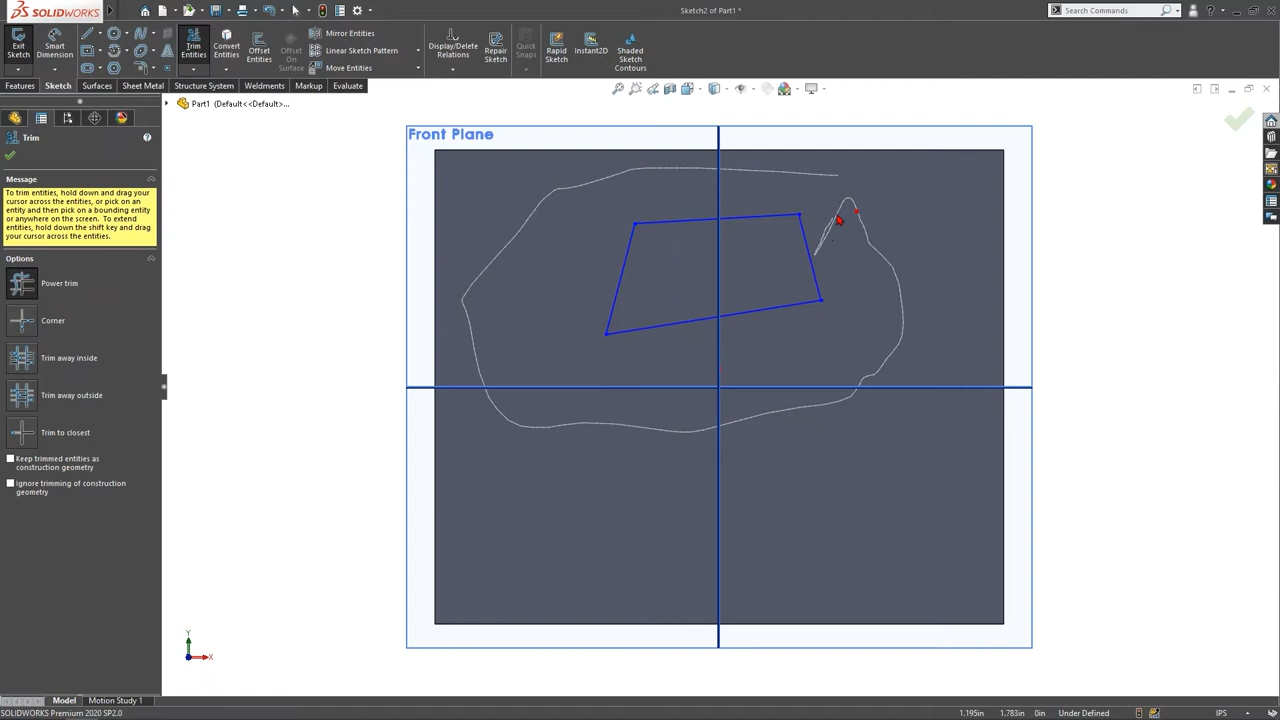 SOLIDWORKS
Sketch2 of Part1 *
Search Commands
Exit
Sketch
Smart
Dimension
Trim
Entities
Convert
Entities
Offset
Entities
Offset
On
Surface
Mirror Entities
Linear Sketch Pattern
Move Entities
Display/Delete
Relations
Repair
Sketch
Quick
Snaps
Rapid
Sketch
Instant2D
Shaded
Sketch
Contours
Features
Sketch
Surfaces
Sheet Metal
Structure System
Weldments
Markup
Evaluate
Part1 (Default<<Default>...
Trim
Message
To trim entities, hold down and drag your
cursor across the entities, or pick on an
entity and then pick on a bounding entity
or anywhere on the screen. To extend
entities, hold down the shift key and drag
your cursor across the entities.
Options
Power trim
Corner
Trim away inside
Trim away outside
Trim to closest
Keep trimmed entities as
construction geometry
Ignore trimming of construction
geometry
Front Plane
Y
X
Model
Motion Study 1
SOLIDWORKS Premium 2020 SP2.0
1.195in
1.783in
0in
Under Defined
IPS